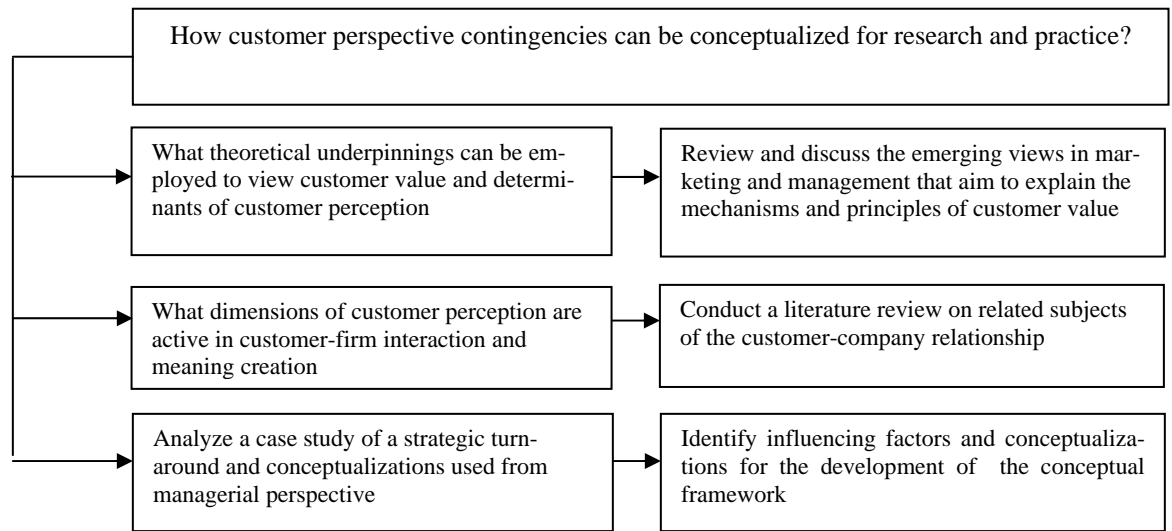 How customer perspective contingencies can be conceptualized for research and practice?
What theoretical underpinnings can be em-
ployed to view customer value and determi-
nants of customer perception
Review and discuss the emerging views in mar-
keting and management that aim to explain the
mechanisms and principles of customer value
What dimensions of customer perception are
active in customer-firm interaction and
meaning creation
Conduct a literature review on related subjects
of the customer-company relationship
Analyze a case study of a strategic turn-
around and conceptualizations used from
managerial perspective
Identify influencing factors and conceptualiza-
tions for the development of the conceptual
framework